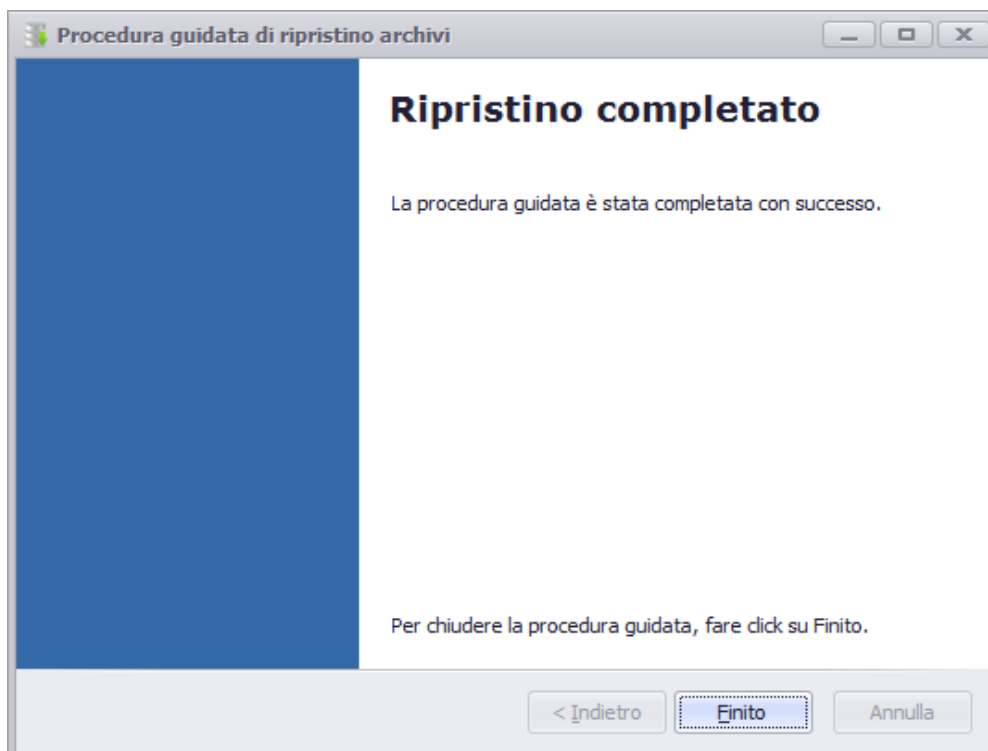 Procedura guidata di ripristino archivi
Ripristino completato
La procedura guidata è stata completata con successo.
Per chiudere la procedura guidata, fare click su Finito.
< Indietro
Finito
Annulla